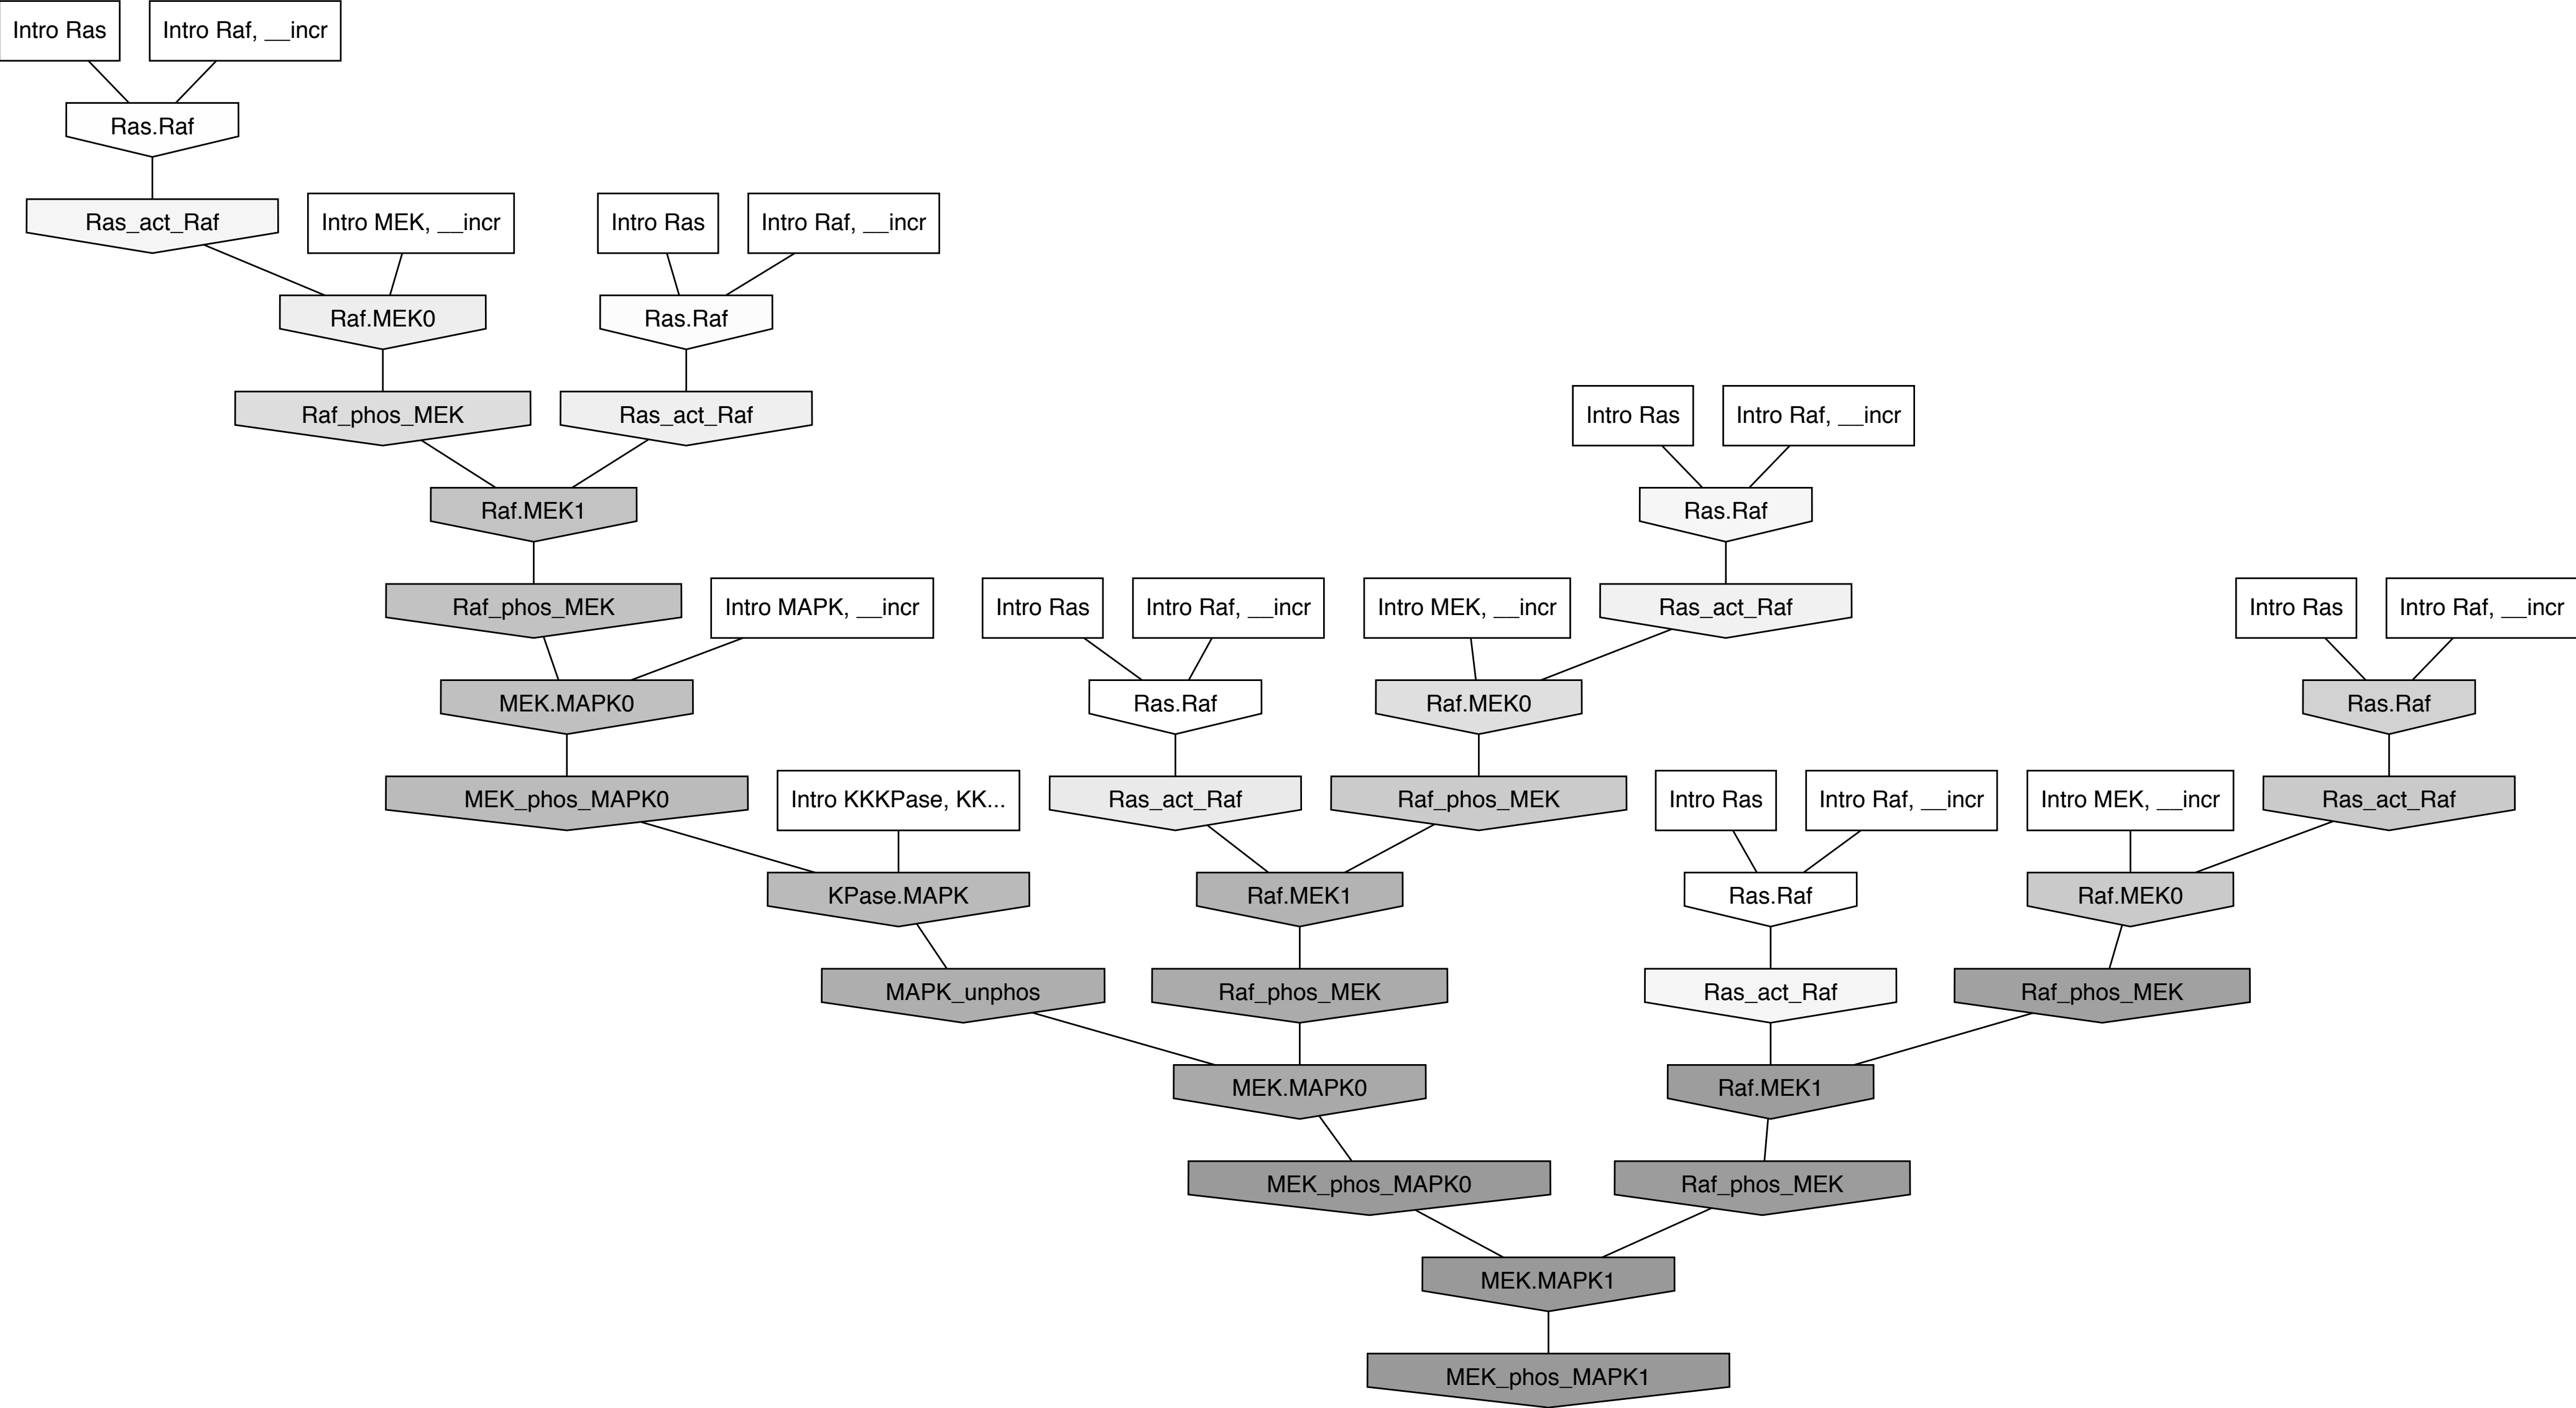 Intro Ras
Intro Raf, __incr
Ras.Raf
Ras_act_Raf
Intro MEK, __incr
Intro Ras
Intro Raf, __incr
Raf.MEK0
Ras.Raf
Raf_phos_MEK
Ras_act_Raf
Intro Ras
Intro Raf, __incr
Raf.MEK1
Ras.Raf
Raf_phos_MEK
Intro MAPK, __incr
Intro Ras
Intro Raf, __incr
Intro MEK, __incr
Ras_act_Raf
Intro Ras
Intro Raf, __incr
MEK.MAPK0
Ras.Raf
Raf.MEK0
Ras.Raf
MEK_phos_MAPK0
Intro KKKPase, KK...
Ras_act_Raf
Raf_phos_MEK
Intro Ras
Intro Raf, __incr
Intro MEK, __incr
Ras_act_Raf
KPase.MAPK
Raf.MEK1
Ras.Raf
Raf.MEK0
MAPK_unphos
Raf_phos_MEK
Ras_act_Raf
Raf_phos_MEK
MEK.MAPK0
Raf.MEK1
MEK_phos_MAPK0
Raf_phos_MEK
MEK.MAPK1
MEK_phos_MAPK1